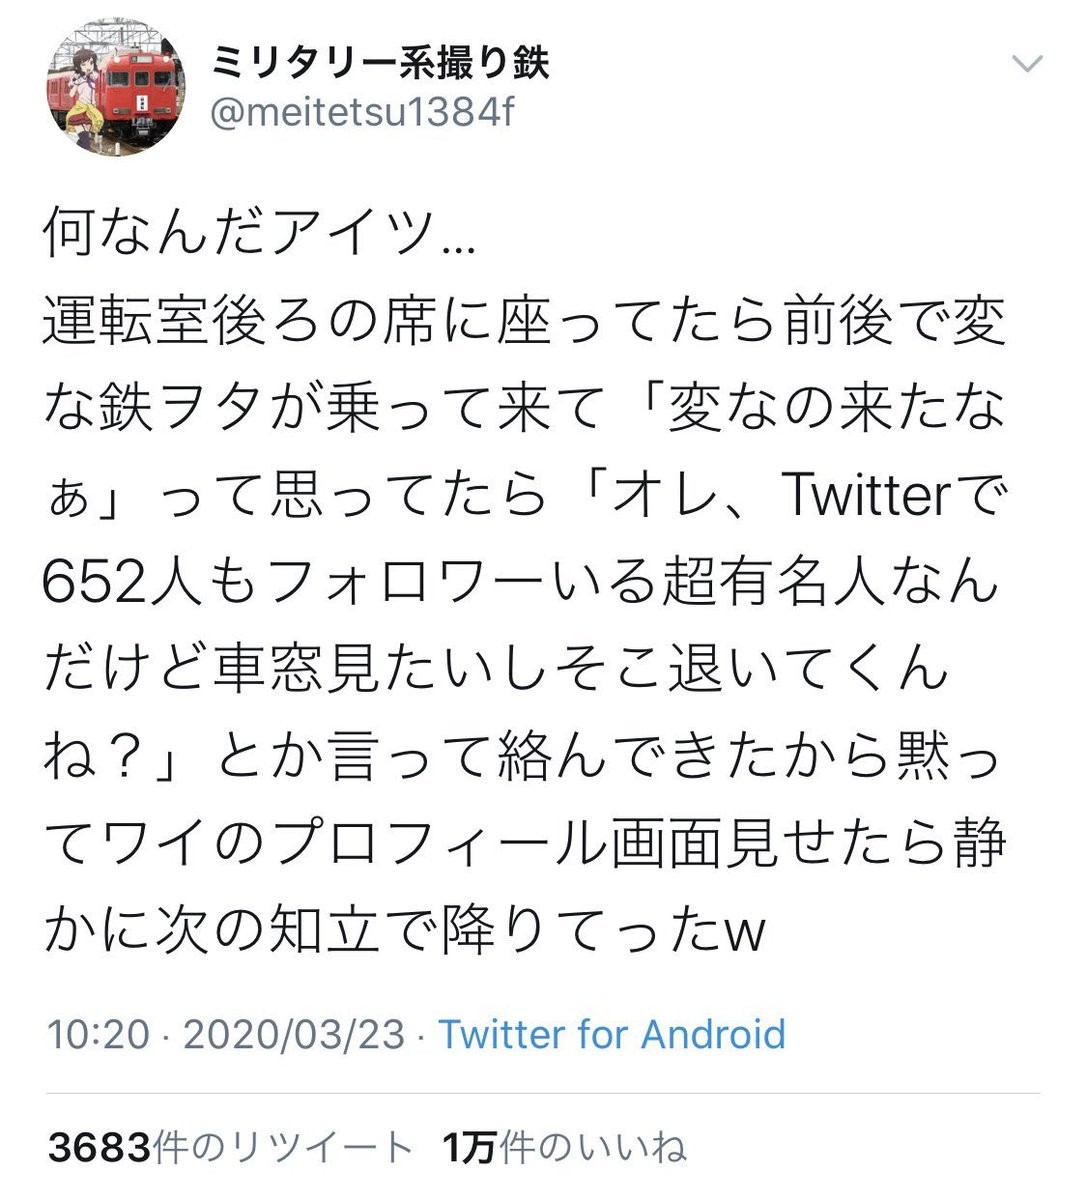 ミリタリー系撮り鉄
@meitetsu1384f
何なんだアイツ...
運転室後ろの席に座ってたら前後で変
な鉄ヲタが乗って来て「変なの来たな
ぁ」って思ってたら「オレ、Twitterで
652人もフォロワーいる超有名人なん
だけど車窓見たいしそこ退いてくん
ね？」とか言って絡んできたから黙っ
てワイのプロフィール画面見せたら静
かに次の知立で降りてったw
10:20 · 2020/03/23 · Twitter for Android
3683件のリツイート 1万件のいいね